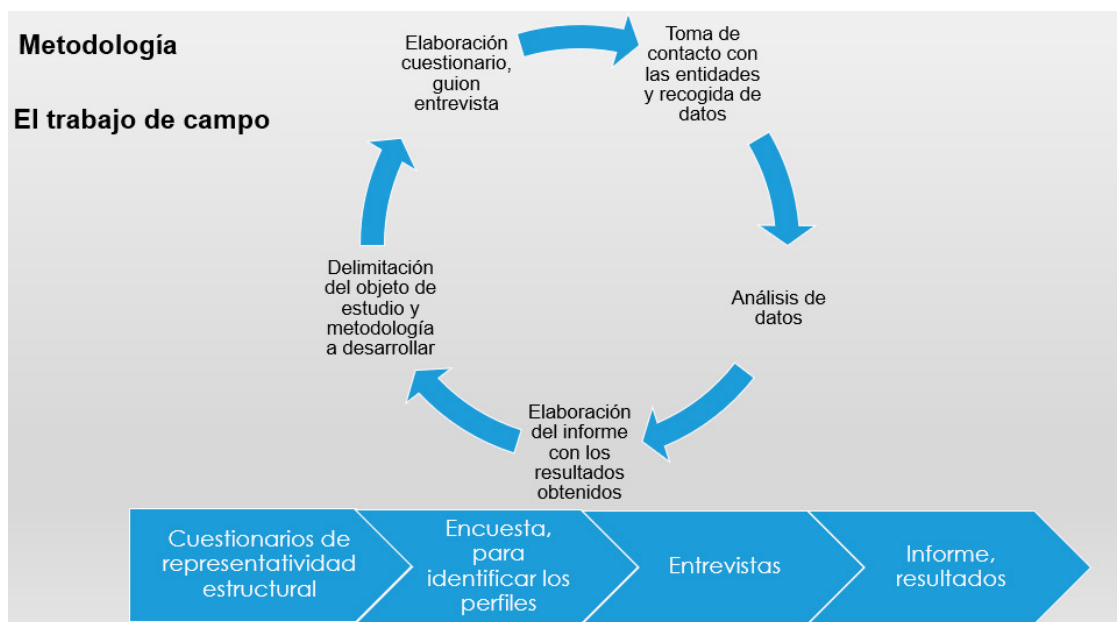 Metodología
El trabajo de campo
Elaboración
cuestionario,
guion
entrevista
Toma de
contacto con
las entidades
y recogida de
datos
Análisis de
datos
Elaboración
del informe
con los
resultados
obtenidos
Delimitación
del objeto de
estudio y
metodología
a desarrollar
Cuestionarios de
representatividad
estructural
Encuesta,
para
identificar los
perfiles
Entrevistas
Informe,
resultados